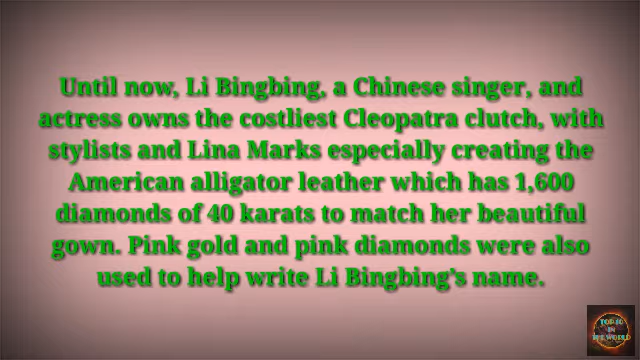 Until now, Li Bingbing, a Chinese singer, and
actress owns the costliest Cleopatra clutch, with
stylists and Lina Marks especially creating the
American alligator leather which has 1,600
diamonds of 40 karats to match her beautiful
gown. Pink gold and pink diamonds were also
used to help write Li Bingbing's name.
IN